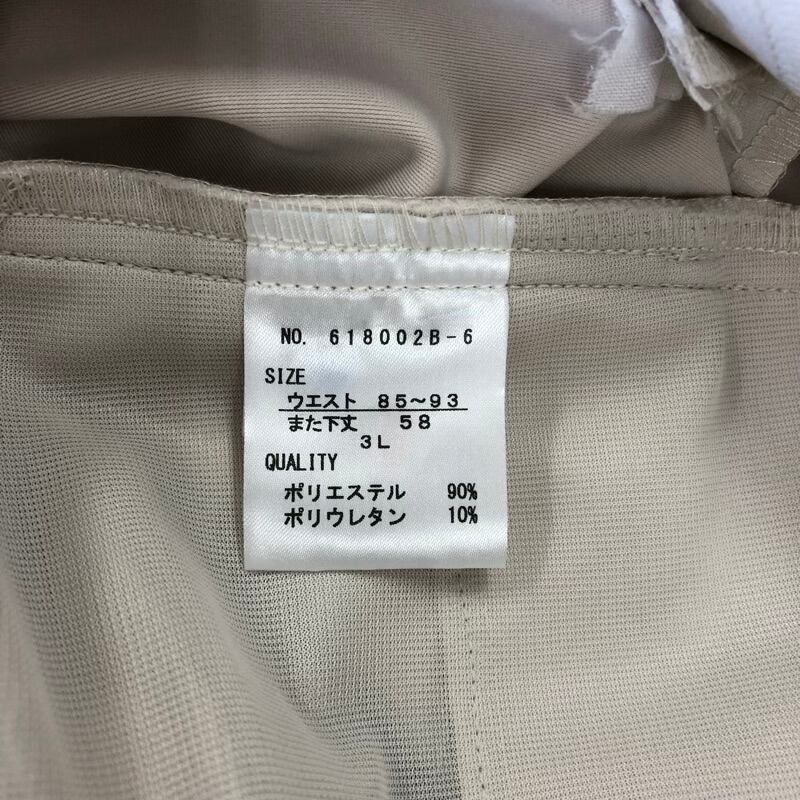 NO. 618002B-6
SIZE
ウエスト 85〜93
また下丈 58
3L
QUALITY
ポリエステル 90%
ポリウレタン 10%